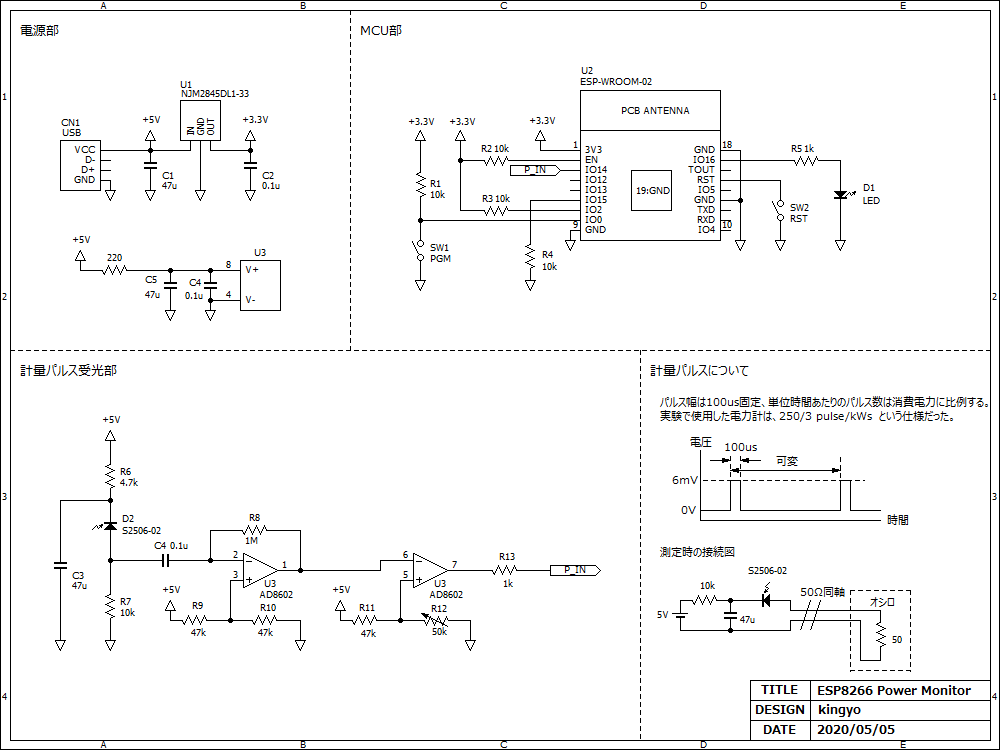 A B C D E
電源部
MCU部
1
1
U1
NJM2845DL1-33
CN1
USB
VCC
D-
D+
GND
+5V
IN
GND
OUT
+3.3V
C1
47u
C2
0.1u
+5V
220
C5
47u
C4
0.1u
8
4
U3
V+
V-
U2
ESP-WROOM-02
PCB ANTENNA
+3.3V
+3.3V
+3.3V
R1
10k
R2 10k
P_IN
R3 10k
SW1
PGM
R4
10k
1
9
3V3
EN
IO14
IO12
IO13
IO15
IO2
IO0
GND
19:GND
GND
IO16
TOUT
RST
IO5
GND
TXD
RXD
IO4
18
10
R5 1k
SW2
RST
D1
LED
2
2
計量パルス受光部
+5V
R6
4.7k
D2
S2506-02
C3
47u
C4 0.1u
R7
10k
R8
1M
2
3
1
U3
AD8602
+5V
R9
47k
R10
47k
6
5
7
U3
AD8602
+5V
R11
47k
R12
50k
R13
1k
P_IN
計量パルスについて
パルス幅は100us固定、単位時間あたりのパルス数は消費電力に比例する。
実験で使用した電力計は、250/3 pulse/kWs という仕様だった。
電圧
100us
可変
6mV
0V
時間
3
3
測定時の接続図
S2506-02
10k
5V
47u
50Ω同軸
オシロ
50
4
4
TITLE ESP8266 Power Monitor
DESIGN kingyo
DATE 2020/05/05
A B C D E